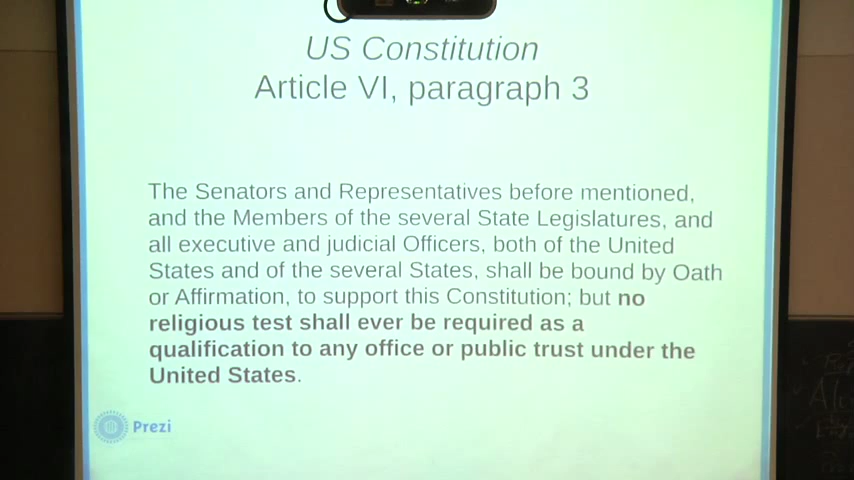 US Constitution
Article VI, paragraph 3
The Senators and Representatives before mentioned,
and the Members of the several State Legislatures, and
all executive and judicial Officers, both of the United
States and of the several States, shall be bound by Oath
or Affirmation, to support this Constitution; but no
religious test shall ever be required as a
qualification to any office or public trust under the
United States.
Prezi